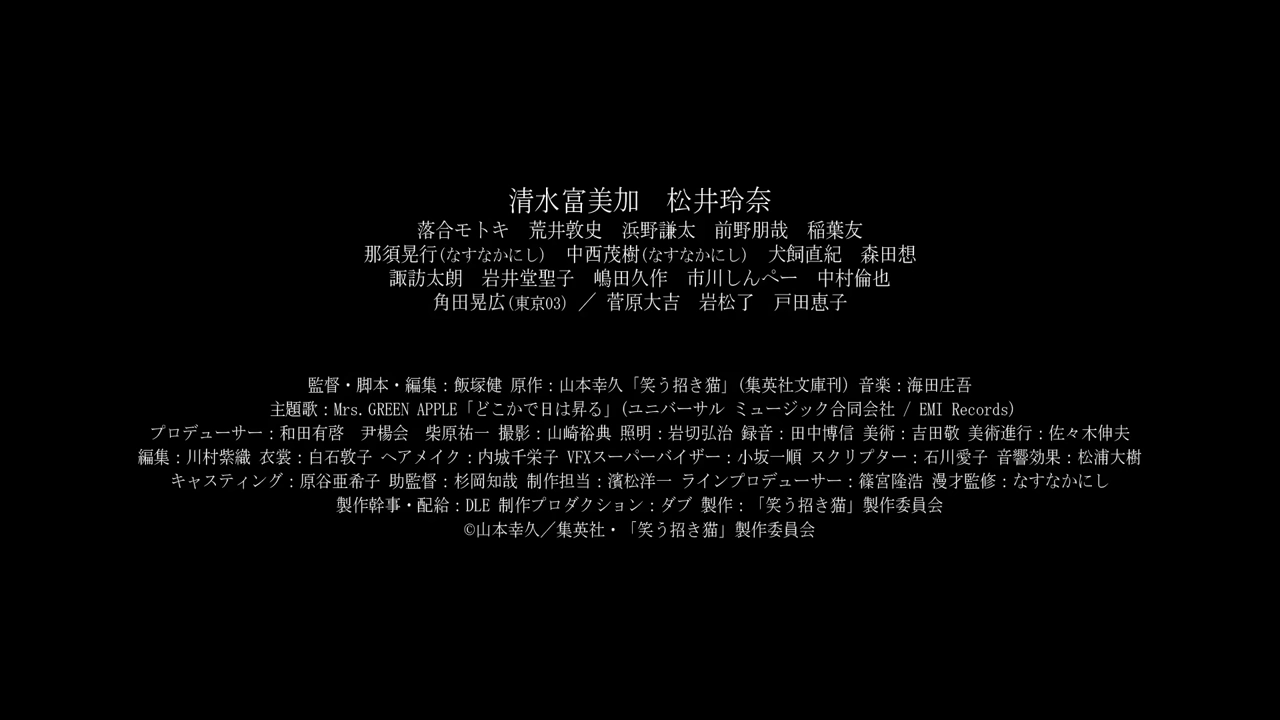 清水富美加　松井玲奈
落合モトキ　荒井敦史　浜野謙太　前野朋哉　稲葉友
那須晃行(なすなかにし)　中西茂樹(なすなかにし)　犬飼直紀　森田想
諏訪太朗　岩井堂聖子　嶋田久作　市川しんペー　中村倫也
角田晃広(東京03) ／ 菅原大吉　岩松了　戸田恵子
監督・脚本・編集：飯塚健 原作：山本幸久「笑う招き猫」(集英社文庫刊) 音楽：海田庄吾
主題歌：Mrs.GREEN APPLE「どこかで日は昇る」(ユニバーサル ミュージック合同会社 / EMI Records)
プロデューサー：和田有啓　尹楊会　柴原祐一 撮影：山崎裕典 照明：岩切弘治 録音：田中博信 美術：吉田敬 美術進行：佐々木伸夫
編集：川村紫織 衣裳：白石敦子 ヘアメイク：内城千栄子 VFXスーパーバイザー：小坂一順 スクリプター：石川愛子 音響効果：松浦大樹
キャスティング：原谷亜希子 助監督：杉岡知哉 制作担当：濱松洋一 ラインプロデューサー：篠宮隆浩 漫才監修：なすなかにし
製作幹事・配給：DLE 制作プロダクション：ダブ 製作：「笑う招き猫」製作委員会
©山本幸久／集英社・「笑う招き猫」製作委員会